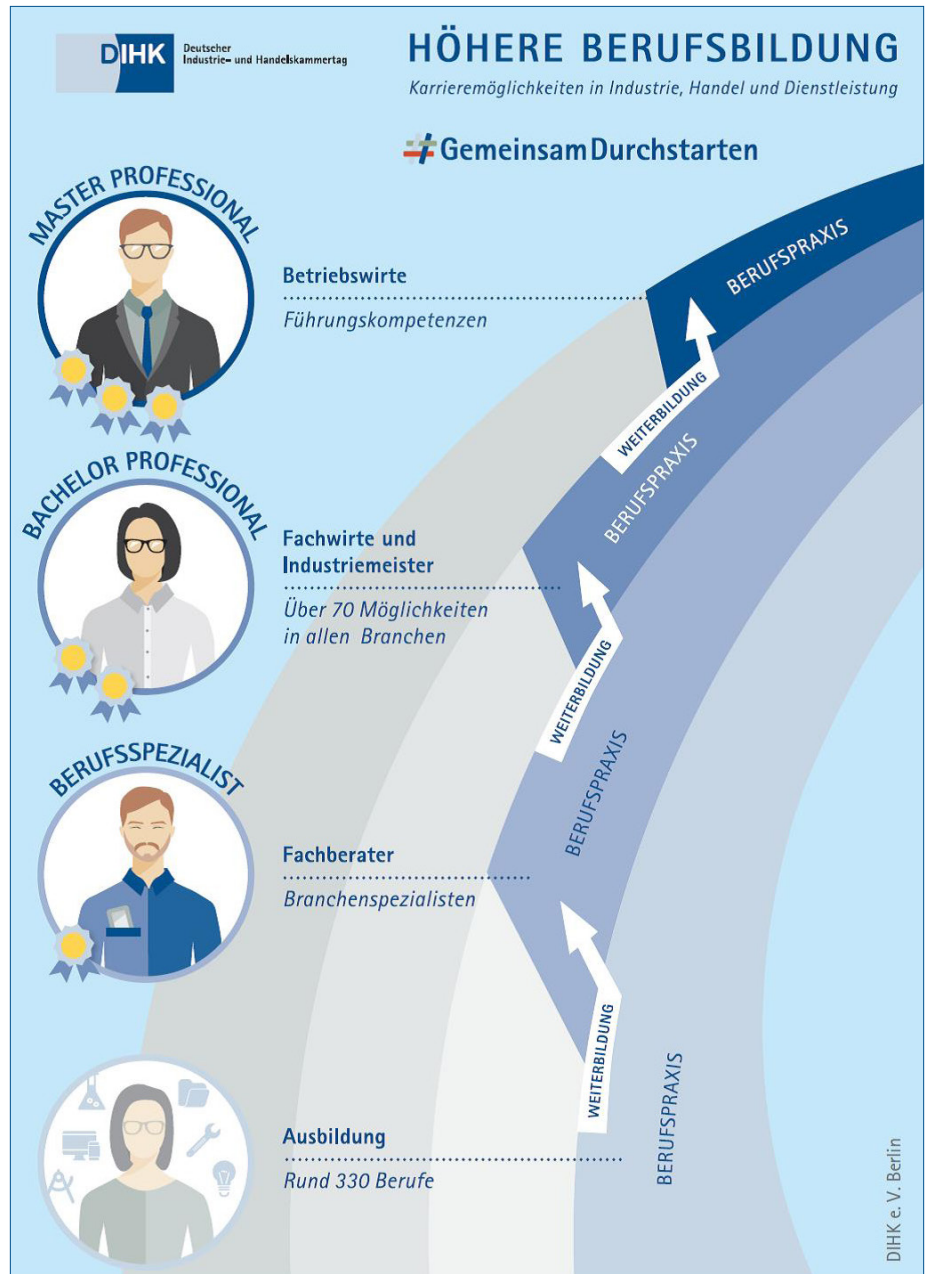 DIHK
Deutscher
Industrie- und Handelskammertag
HÖHERE BERUFSBILDUNG
Karrieremöglichkeiten in Industrie, Handel und Dienstleistung
#GemeinsamDurchstarten
MASTER PROFESSIONAL
Betriebswirte
Führungskompetenzen
BERUFSPRAXIS
WEITERBILDUNG
BACHELOR PROFESSIONAL
Fachwirte und
Industriemeister
Über 70 Möglichkeiten
in allen Branchen
BERUFSPRAXIS
WEITERBILDUNG
BERUFSSPEZIALIST
Fachberater
Branchenspezialisten
BERUFSPRAXIS
WEITERBILDUNG
Ausbildung
Rund 330 Berufe
BERUFSPRAXIS
DIHK e. V. Berlin